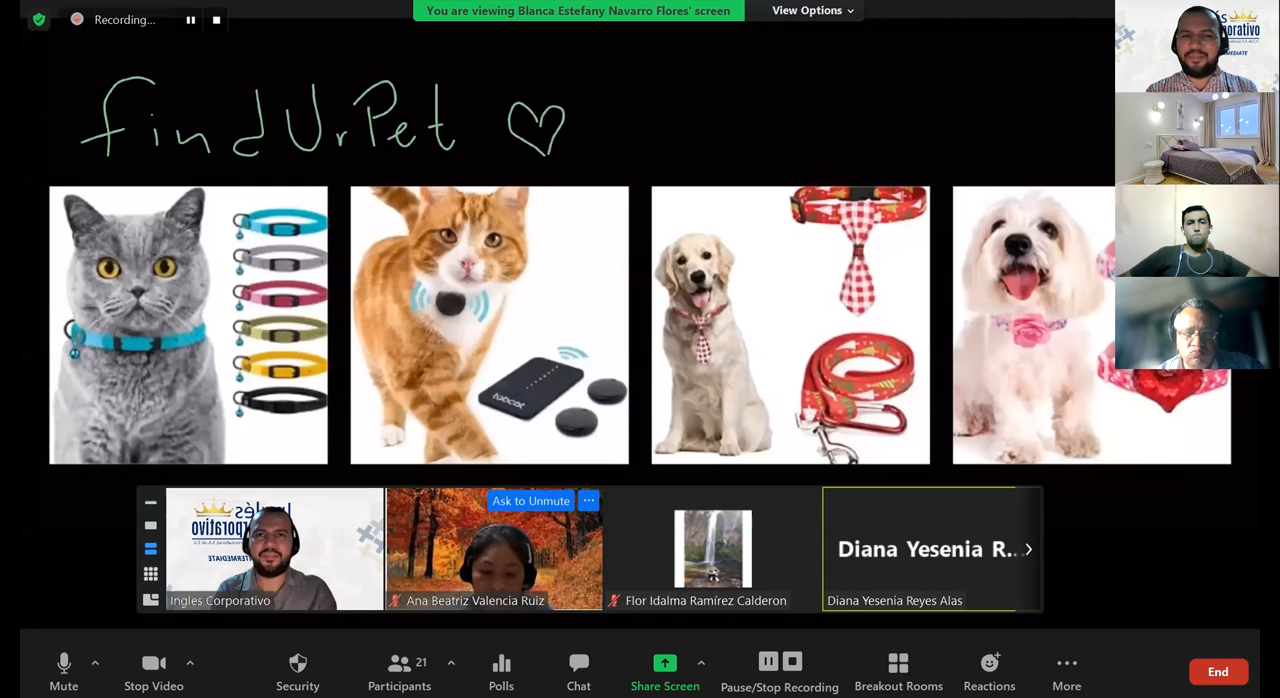 Recording...
You are viewing Blanca Estefany Navarro Flores' screen
View Options
FindUrPet ♡
tabcat
Ask to Unmute
...
Ingles Corporativo
Ana Beatriz Valencia Ruiz
Flor Idalma Ramírez Calderon
Diana Yesenia R...
Diana Yesenia Reyes Alas
Mute
Stop Video
Security
Participants
21
Polls
Chat
Share Screen
Pause/Stop Recording
Breakout Rooms
Reactions
More
End